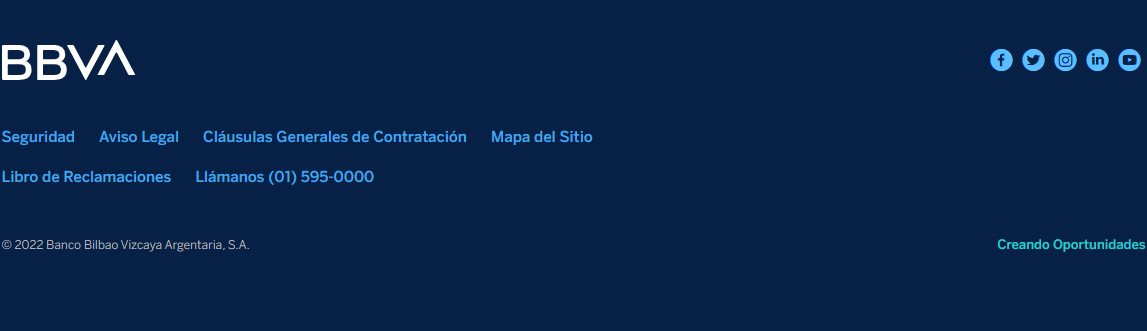 BBVA
Seguridad Aviso Legal Cláusulas Generales de Contratación Mapa del Sitio
Libro de Reclamaciones Llámanos (01) 595-0000
© 2022 Banco Bilbao Vizcaya Argentaria, S.A. Creando Oportunidades